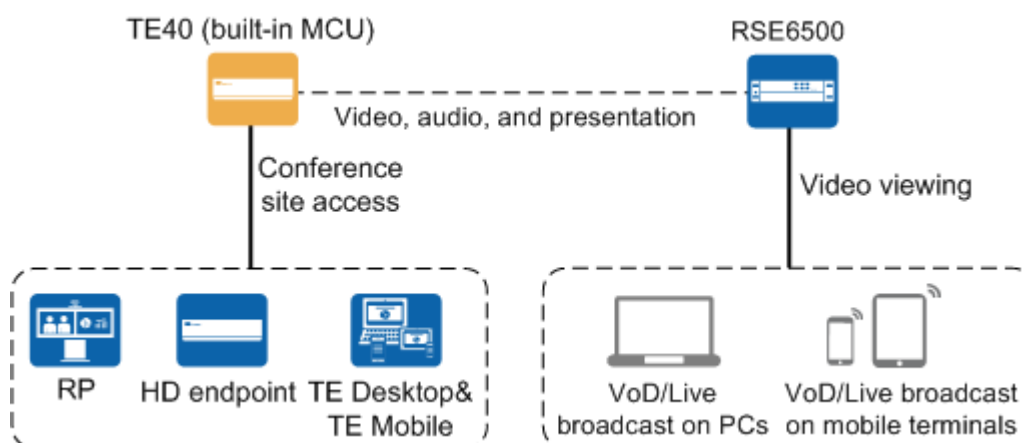 TE40 (built-in MCU)
RSE6500
Video, audio, and presentation
Conference
site access
Video viewing
RP
HD endpoint
TE Desktop&
TE Mobile
VoD/Live
broadcast on PCs
VoD/Live broadcast
on mobile terminals